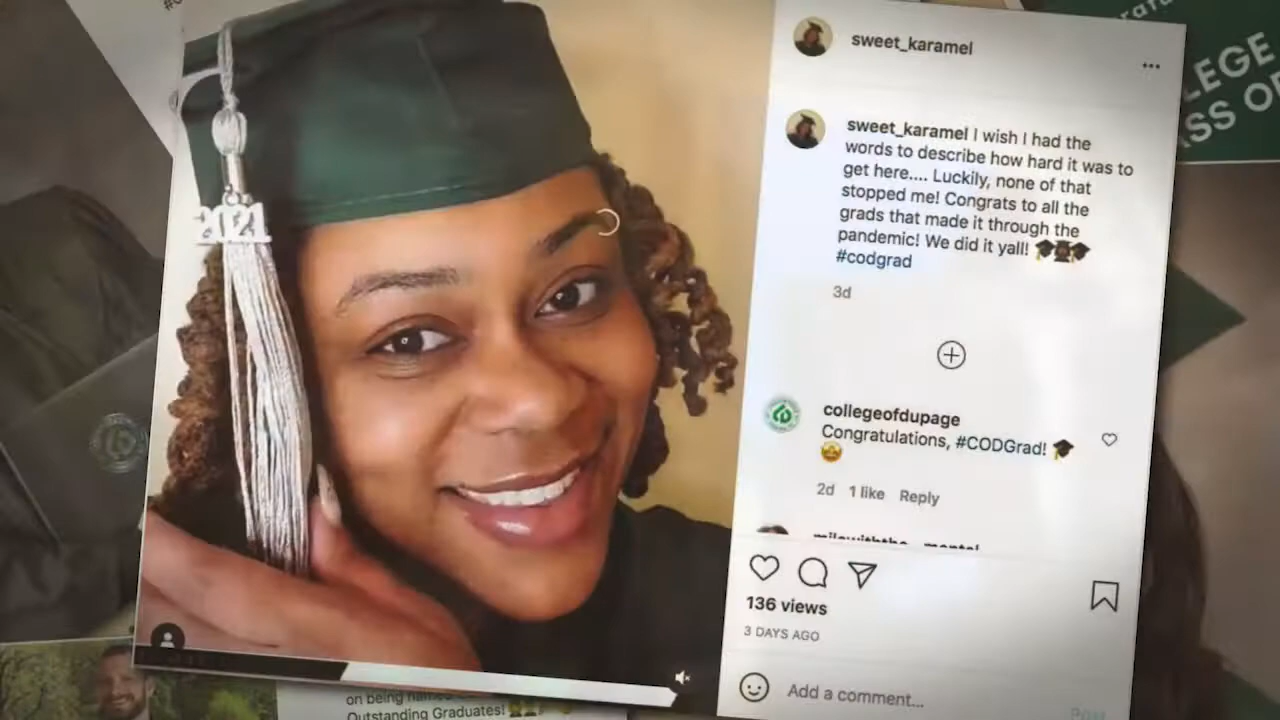 sweet_karamel
...
sweet_karamel I wish I had the
words to describe how hard it was to
get here.... Luckily, none of that
stopped me! Congrats to all the
grads that made it through the
pandemic! We did it yall! 🎓👩🏿‍🎓🎓
#codgrad
3d
collegeofdupage
Congratulations, #CODGrad! 🎓
🤩
2d 1 like Reply
136 views
3 DAYS AGO
Add a comment...
Post
2021
LEGE
ASS OF
on being named
Outstanding Graduates!